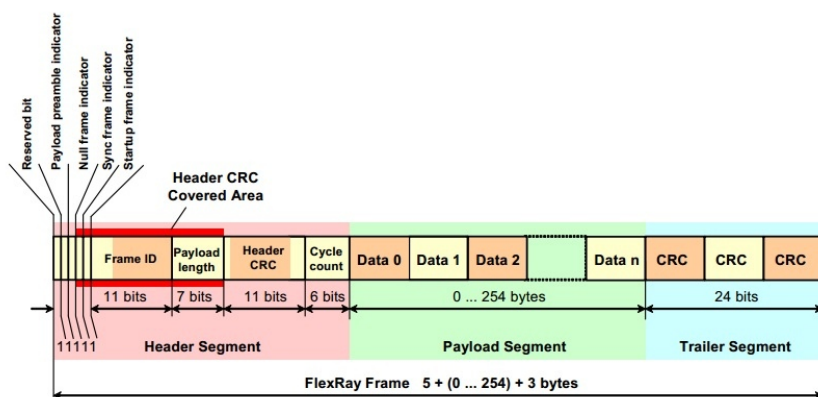 Reserved bit
Payload preamble indicator
Null frame indicator
Sync frame indicator
Startup frame indicator
Header CRC
Covered Area
Frame ID
Payload
length
Header
CRC
Cycle
count
Data 0
Data 1
Data 2
Data n
CRC
CRC
CRC
11 bits
7 bits
11 bits
6 bits
0 ... 254 bytes
24 bits
11111
Header Segment
Payload Segment
Trailer Segment
FlexRay Frame 5 + (0 ... 254) + 3 bytes